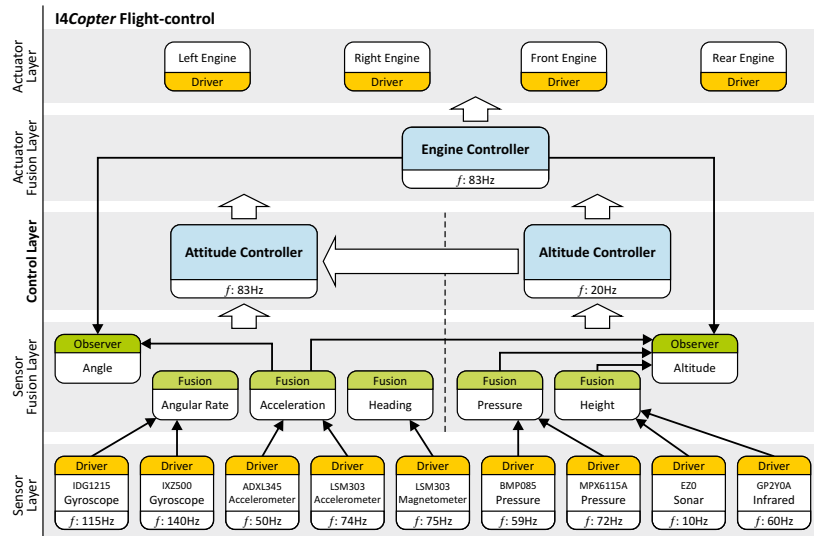 I4Copter Flight-control
Actuator
Layer
Left Engine
Driver
Right Engine
Driver
Front Engine
Driver
Rear Engine
Driver
Actuator
Fusion Layer
Engine Controller
f: 83Hz
Control Layer
Attitude Controller
f: 83Hz
Altitude Controller
f: 20Hz
Sensor
Fusion Layer
Observer
Angle
Fusion
Angular Rate
Fusion
Acceleration
Fusion
Heading
Fusion
Pressure
Fusion
Height
Observer
Altitude
Sensor
Layer
Driver
IDG1215
Gyroscope
f: 115Hz
Driver
IXZ500
Gyroscope
f: 140Hz
Driver
ADXL345
Accelerometer
f: 50Hz
Driver
LSM303
Accelerometer
f: 74Hz
Driver
LSM303
Magnetometer
f: 75Hz
Driver
BMP085
Pressure
f: 59Hz
Driver
MPX6115A
Pressure
f: 72Hz
Driver
EZ0
Sonar
f: 10Hz
Driver
GP2Y0A
Infrared
f: 60Hz